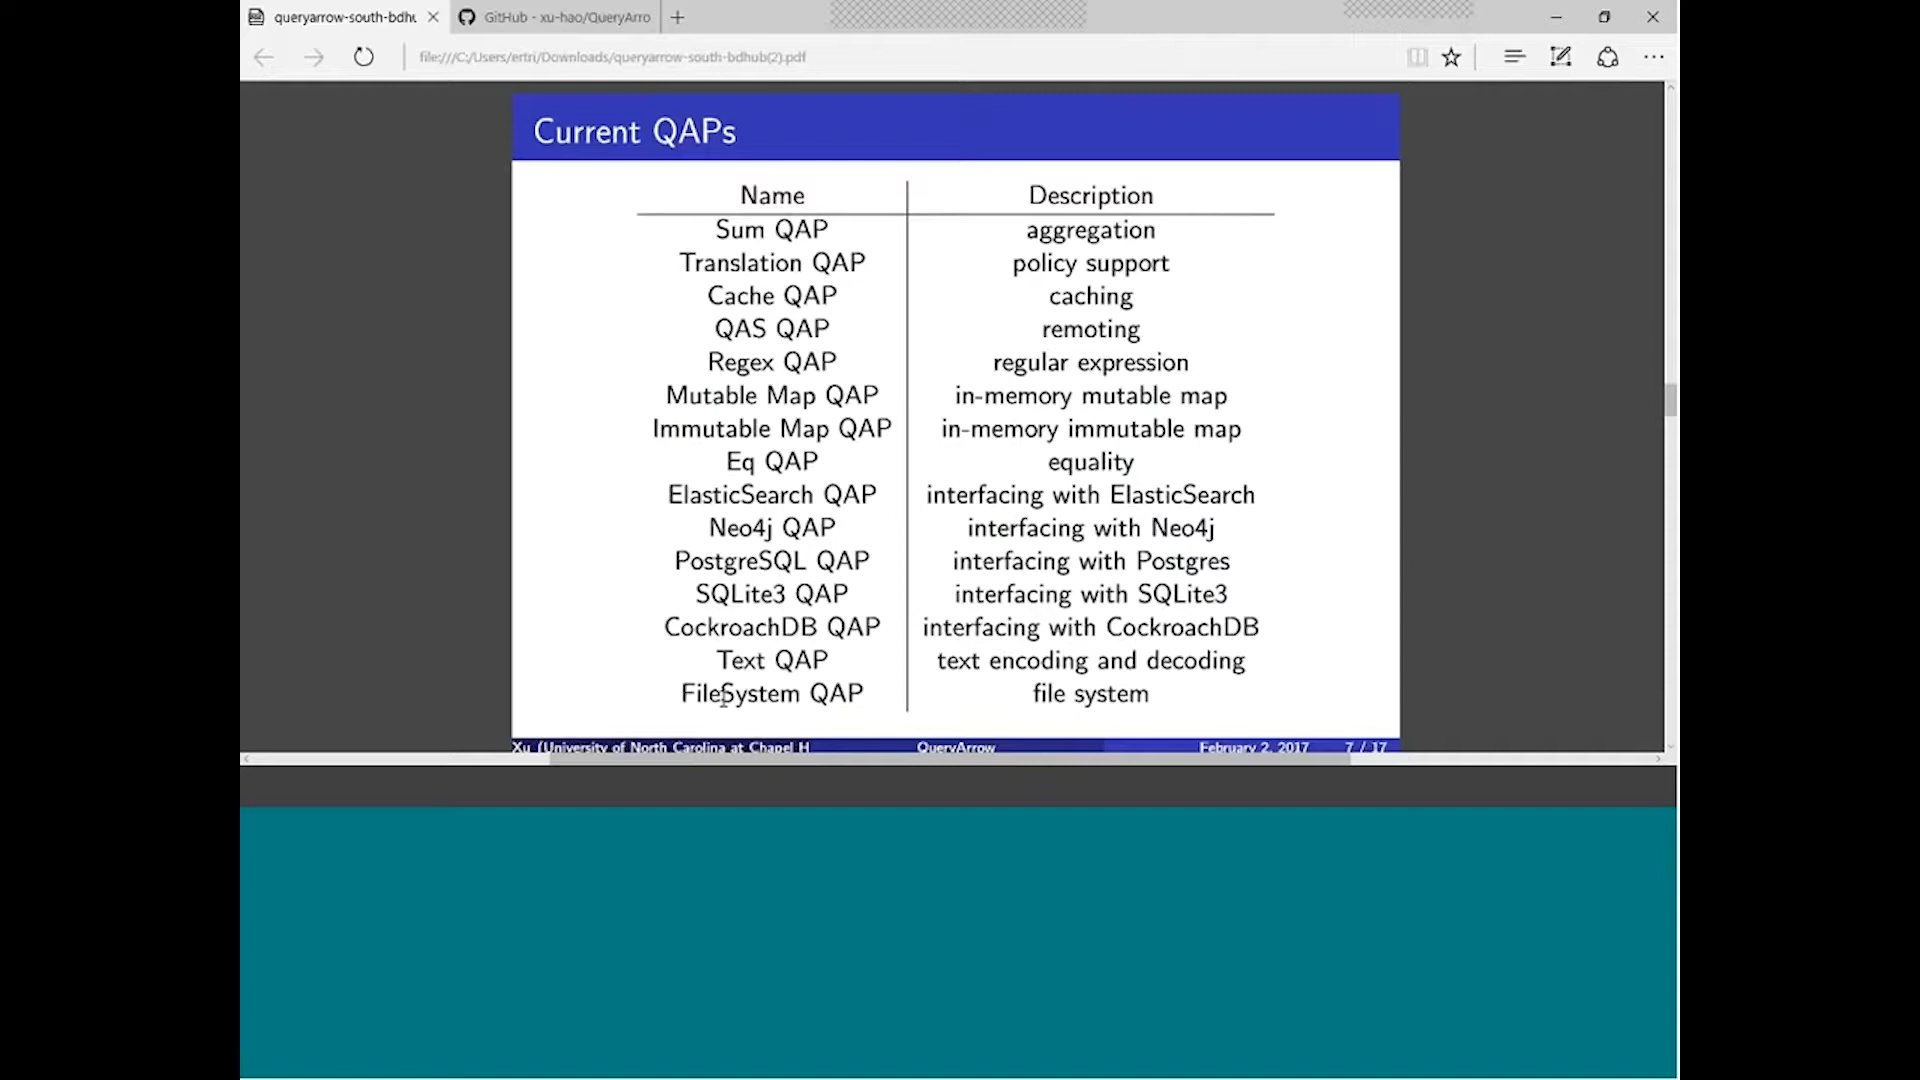 queryarrow-south-bdhu
GitHub - xu-hao/QueryArro
file:///C:/Users/ertri/Downloads/queryarrow-south-bdhub(2).pdf
Current QAPs
Name Description
Sum QAP aggregation
Translation QAP policy support
Cache QAP caching
QAS QAP remoting
Regex QAP regular expression
Mutable Map QAP in-memory mutable map
Immutable Map QAP in-memory immutable map
Eq QAP equality
ElasticSearch QAP interfacing with ElasticSearch
Neo4j QAP interfacing with Neo4j
PostgreSQL QAP interfacing with Postgres
SQLite3 QAP interfacing with SQLite3
CockroachDB QAP interfacing with CockroachDB
Text QAP text encoding and decoding
FileSystem QAP file system
Xu (University of North Carolina at Chapel H QueryArrow February 2, 2017 7 / 17